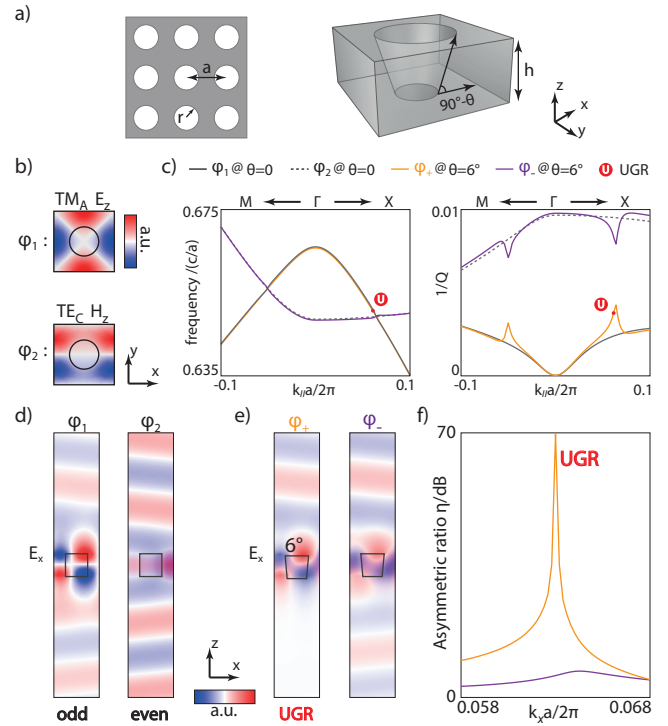 a)
a
r
h
90°-θ
z
x
y
b)
TM_A E_z
φ₁ :
a.u.
TE_C H_z
φ₂ :
y
x
c)
φ₁ @ θ=0
φ₂ @ θ=0
φ₊ @ θ=6°
φ₋ @ θ=6°
U UGR
M Γ X
0.675
frequency /(c/a)
0.635
U
-0.1
k_//a/2π
0.1
M Γ X
0.01
1/Q
0
U
-0.1
k_//a/2π
0.1
d)
φ₁
φ₂
E_x
odd
even
z
x
a.u.
e)
φ₊
φ₋
E_x
6°
UGR
f)
70
UGR
Asymmetric ratio η/dB
0
0.058
k_xa/2π
0.068